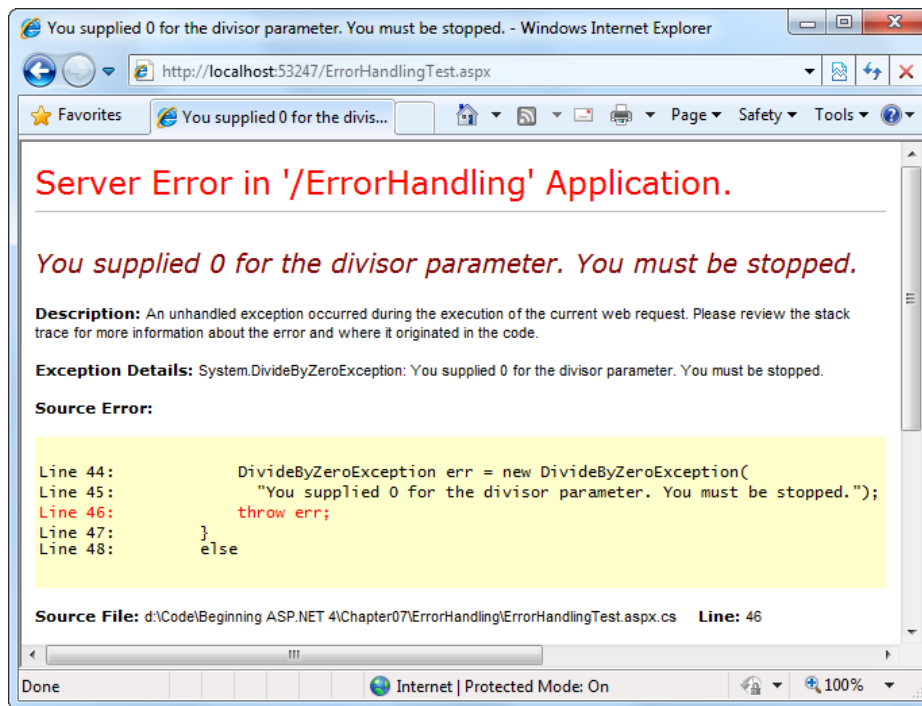 You supplied 0 for the divisor parameter. You must be stopped. - Windows Internet Explorer
http://localhost:53247/ErrorHandlingTest.aspx
Favorites You supplied 0 for the divis... Page Safety Tools
Server Error in '/ErrorHandling' Application.
You supplied 0 for the divisor parameter. You must be stopped.
Description: An unhandled exception occurred during the execution of the current web request. Please review the stack
trace for more information about the error and where it originated in the code.
Exception Details: System.DivideByZeroException: You supplied 0 for the divisor parameter. You must be stopped.
Source Error:
Line 44:             DivideByZeroException err = new DivideByZeroException(
Line 45:               "You supplied 0 for the divisor parameter. You must be stopped.");
Line 46:             throw err;
Line 47:         }
Line 48:         else
Source File: d:\Code\Beginning ASP.NET 4\Chapter07\ErrorHandling\ErrorHandlingTest.aspx.cs Line: 46
Done Internet | Protected Mode: On 100%